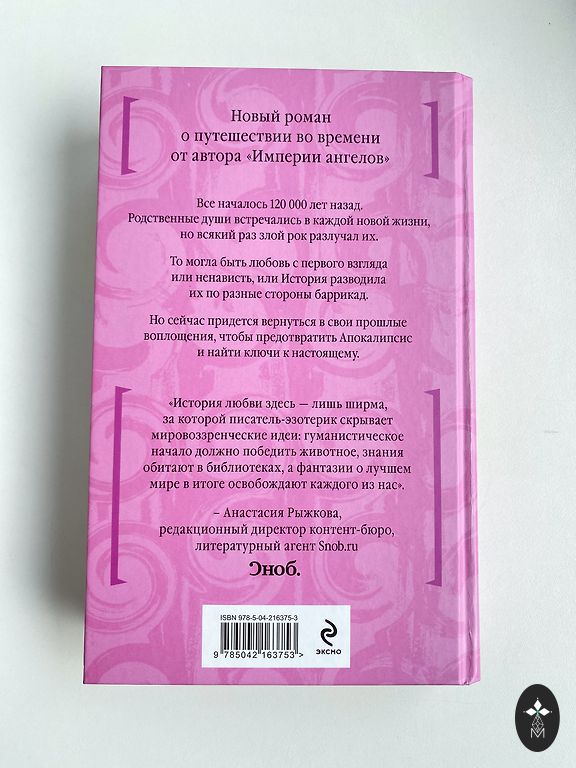 Новый роман
о путешествии во времени
от автора «Империи ангелов»
Все началось 120 000 лет назад.
Родственные души встречались в каждой новой жизни,
но всякий раз злой рок разлучал их.
То могла быть любовь с первого взгляда
или ненависть, или История разводила
их по разные стороны баррикад.
Но сейчас придется вернуться в свои прошлые
воплощения, чтобы предотвратить Апокалипсис
и найти ключи к настоящему.
«История любви здесь — лишь ширма,
за которой писатель-эзотерик скрывает
мировоззренческие идеи: гуманистическое
начало должно победить животное, знания
обитают в библиотеках, а фантазии о лучшем
мире в итоге освобождают каждого из нас».
– Анастасия Рыжкова,
редакционный директор контент-бюро,
литературный агент Snob.ru
Сноб.
ISBN 978-5-04-216375-3
9 785042 163753 >
ЭКСМО
M